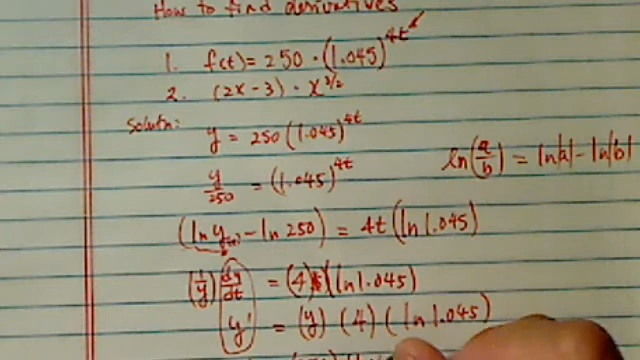 How to find derivatives
1. f(t) = 250 · (1.045)^4t
2. (2x - 3) · x^3/2
Solutn:
y = 250 (1.045)^4t
y/250 = (1.045)^4t
ln(a/b) = ln|a| - ln|b|
(ln y - ln 250) = 4t (ln 1.045)
(1/y) dy/dt = (4) (ln 1.045)
y' = (y) (4) (ln 1.045)